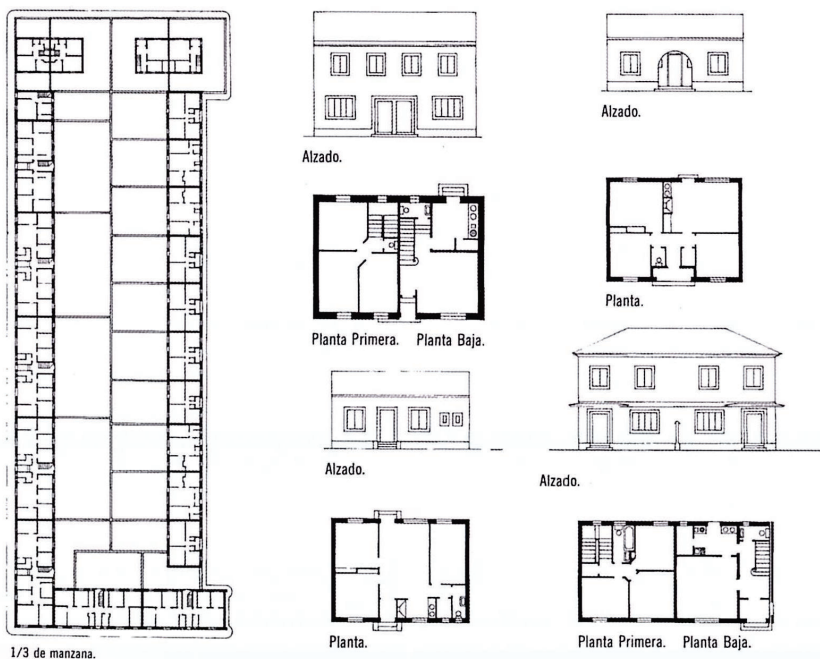 Alzado.
Alzado.
Planta Primera. Planta Baja.
Planta.
Alzado.
Alzado.
Planta.
Planta Primera. Planta Baja.
1/3 de manzana.